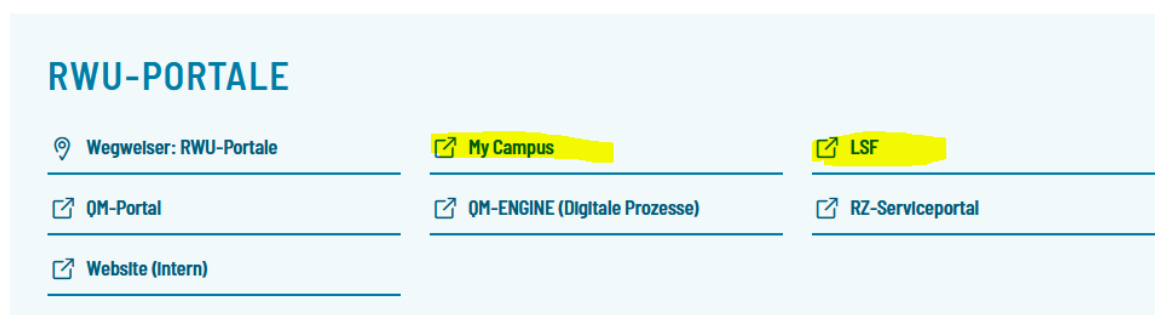 RWU-PORTALE
Wegweiser: RWU-Portale
My Campus
LSF
QM-Portal
QM-ENGINE (Digitale Prozesse)
RZ-Serviceportal
Website (intern)